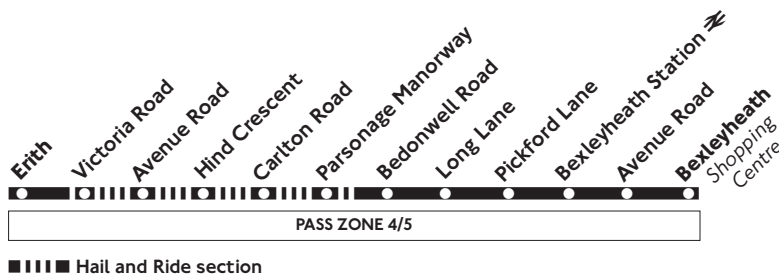 Erith
Victoria Road
Avenue Road
Hind Crescent
Carlton Road
Parsonage Manorway
Bedonwell Road
Long Lane
Pickford Lane
Bexleyheath Station
Avenue Road
Bexleyheath
Shopping
Centre
PASS ZONE 4/5
Hail and Ride section